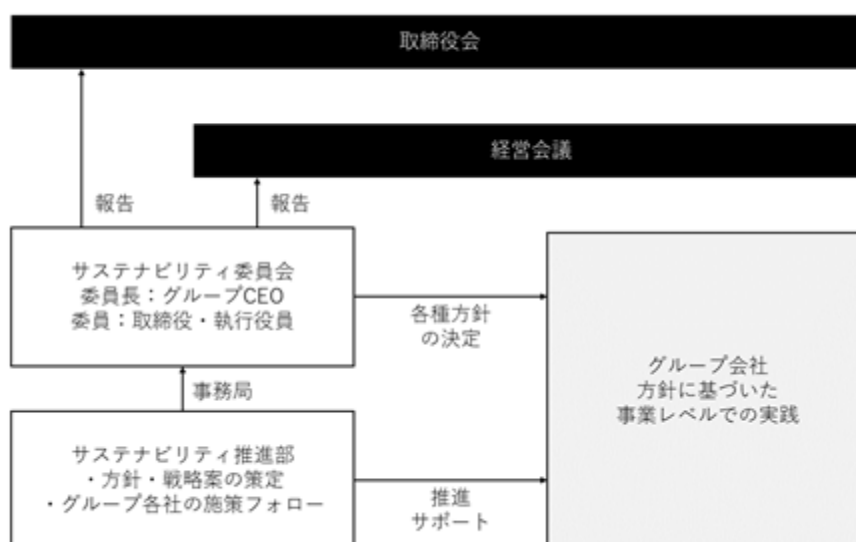 取締役会
経営会議
報告
報告
サステナビリティ委員会
委員長：グループCEO
委員：取締役・執行役員
各種方針
の決定
グループ会社
方針に基づいた
事業レベルでの実践
事務局
サステナビリティ推進部
・方針・戦略案の策定
・グループ各社の施策フォロー
推進
サポート